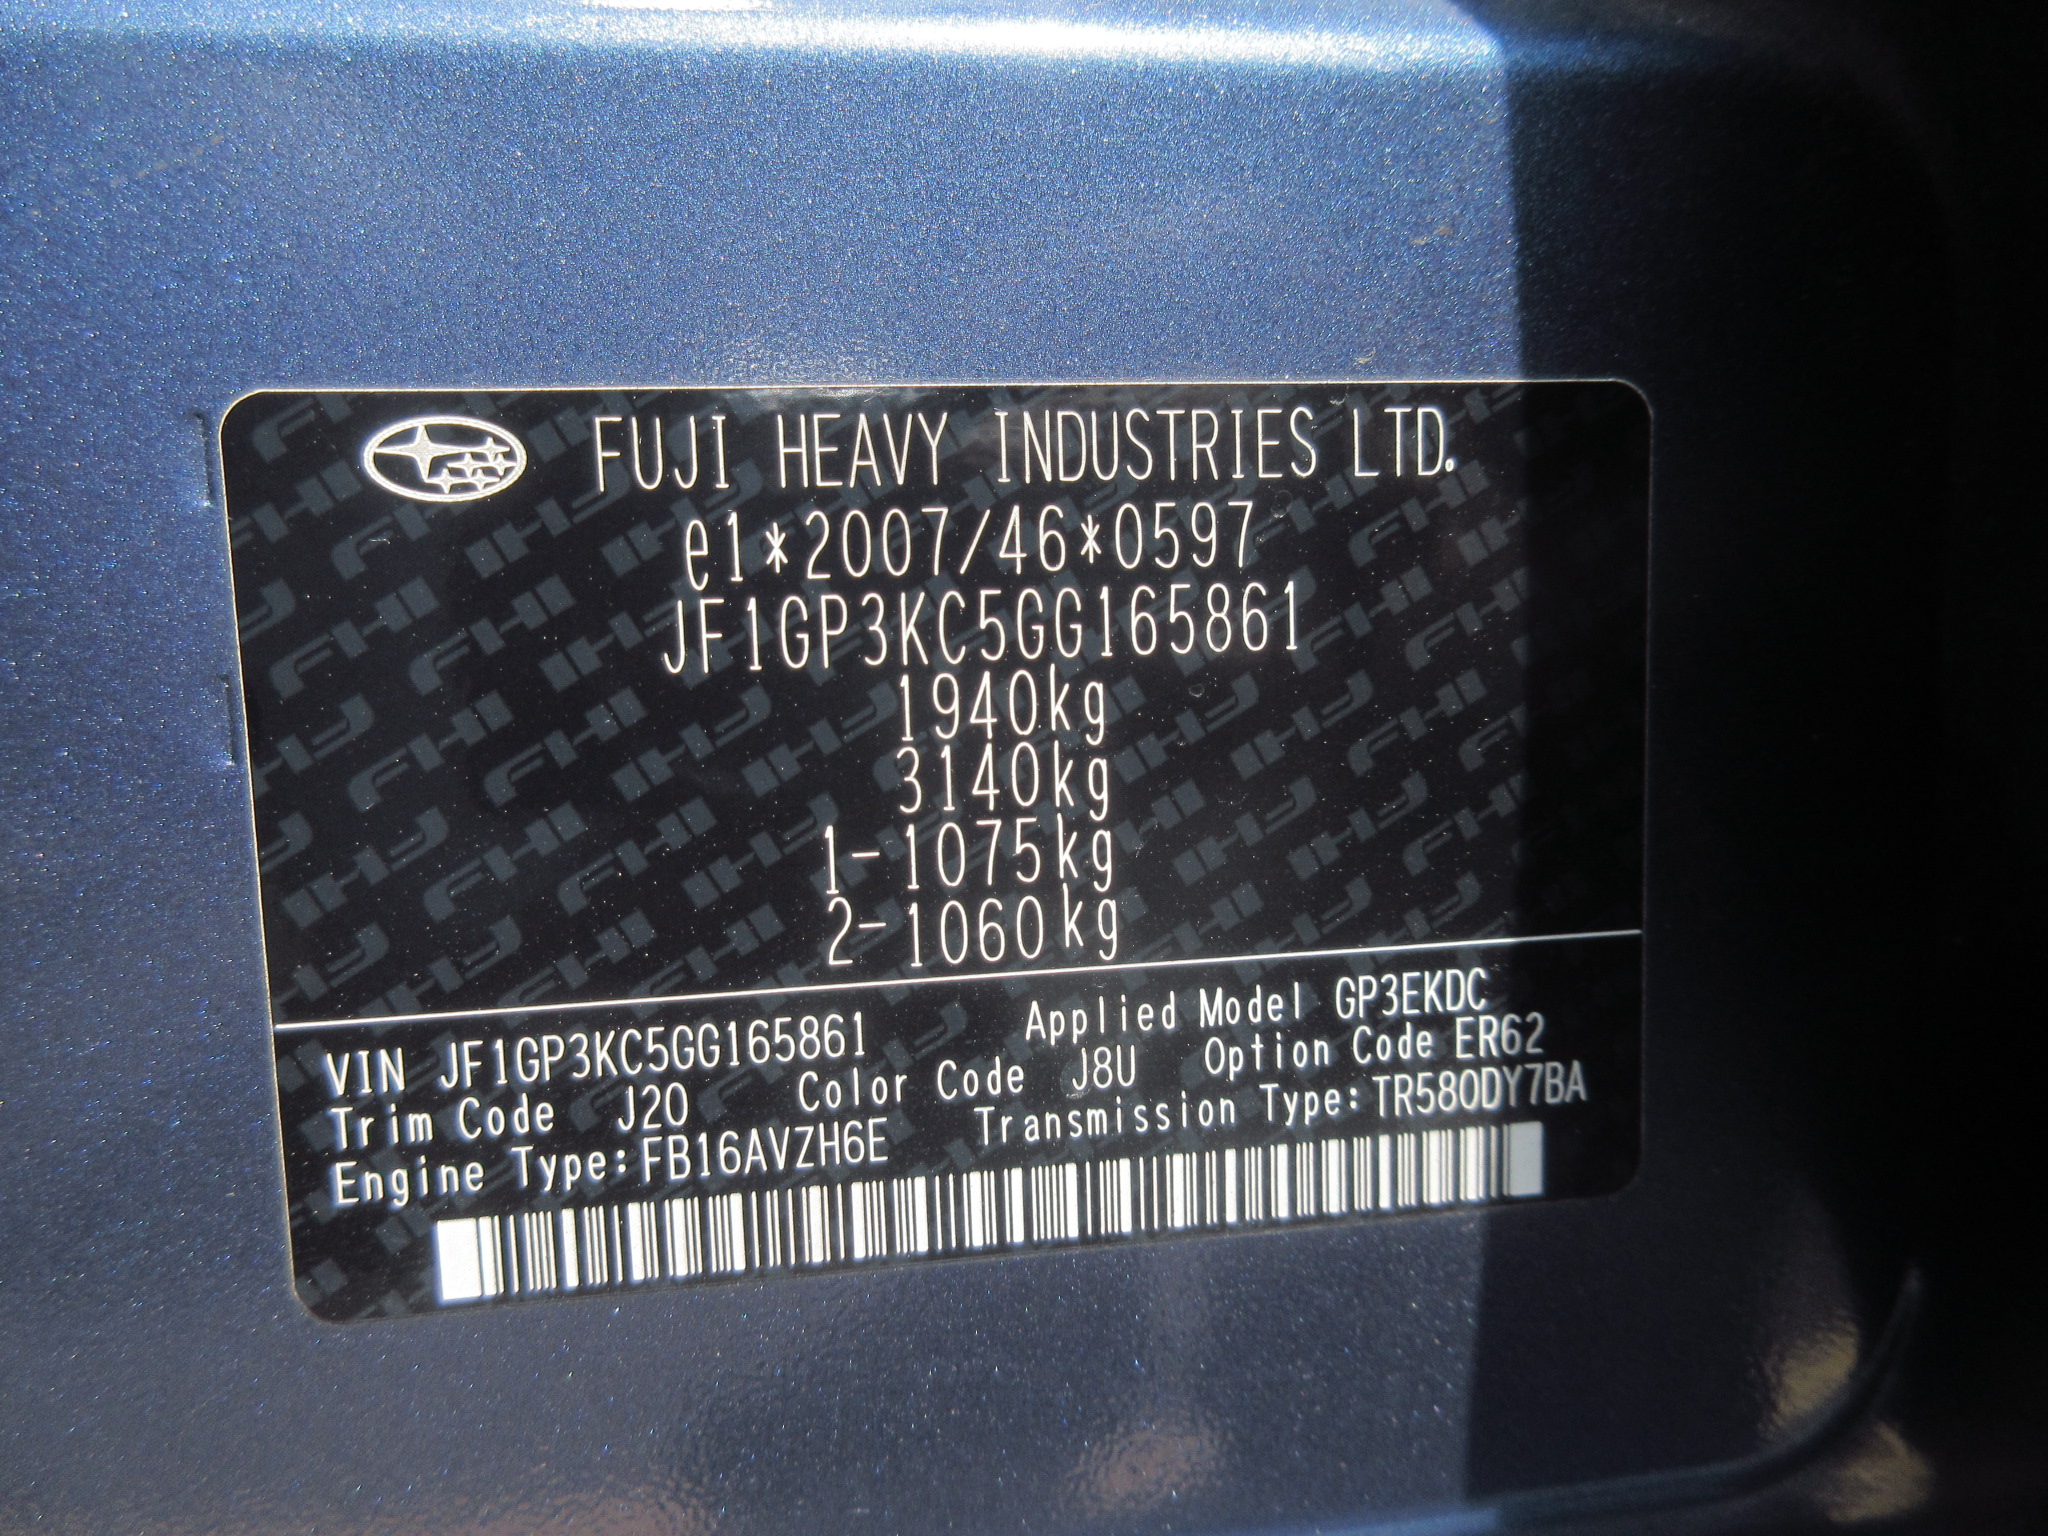 FUJI HEAVY INDUSTRIES LTD.
e1*2007/46*0597
JF1GP3KC5GG165861
1940kg
3140kg
1-1075kg
2-1060kg
VIN JF1GP3KC5GG165861 Applied Model GP3EKDC
Trim Code J20 Color Code J8U Option Code ER62
Engine Type:FB16AVZH6E Transmission Type:TR580DY7BA